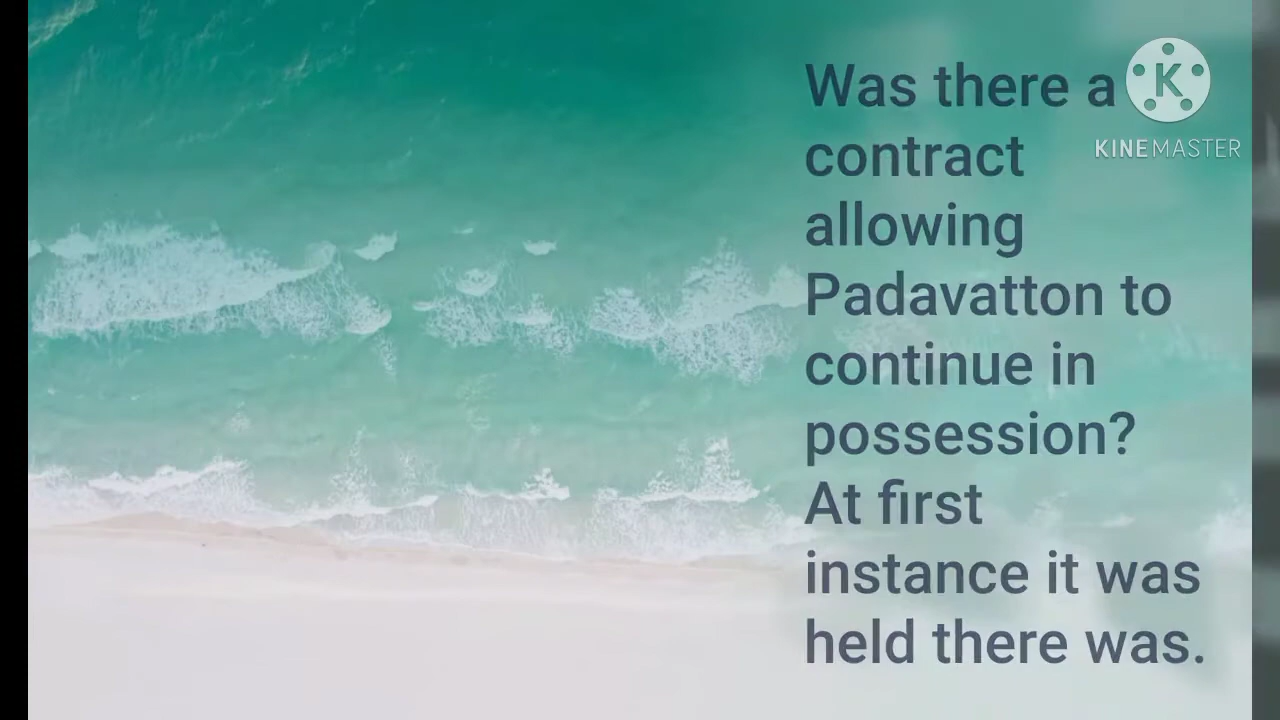 Was there a
contract
allowing
Padavatton to
continue in
possession?
At first
instance it was
held there was.
K
KINEMASTER